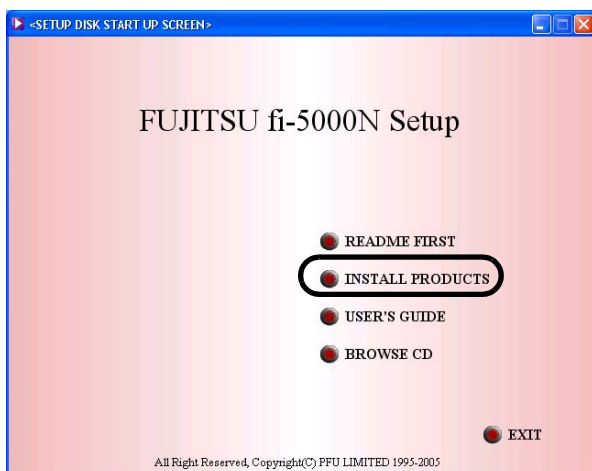 <SETUP DISK START UP SCREEN>
FUJITSU fi-5000N Setup
README FIRST
INSTALL PRODUCTS
USER'S GUIDE
BROWSE CD
EXIT
All Right Reserved, Copyright(C) PFU LIMITED 1995-2005